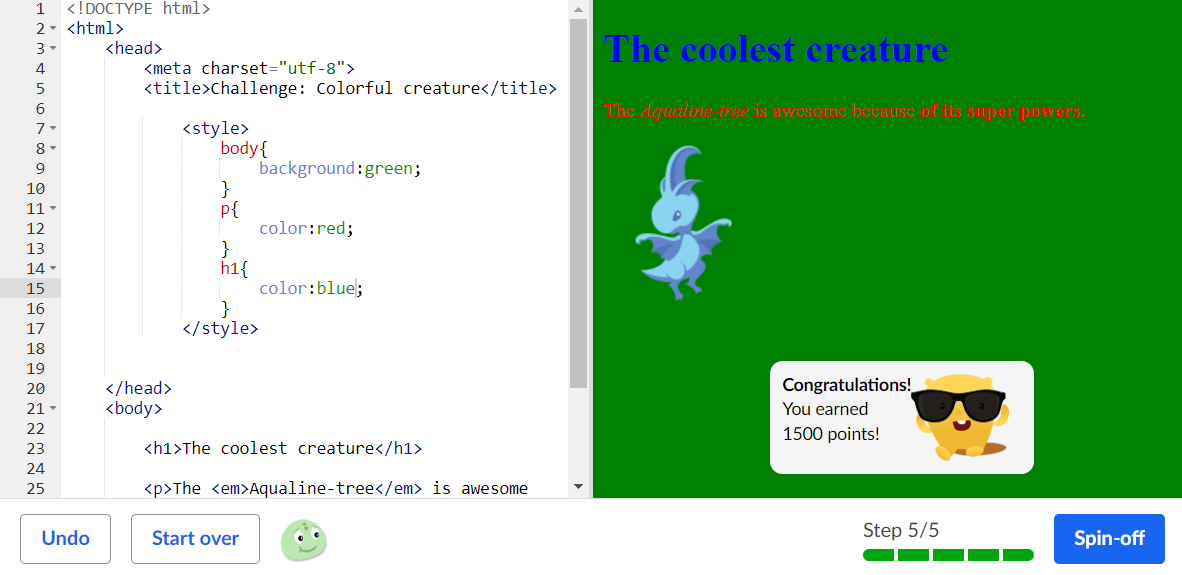 1 <!DOCTYPE html>
2 <html>
3 <head>
4 <meta charset="utf-8">
5 <title>Challenge: Colorful creature</title>
6
7 <style>
8 body{
9 background:green;
10 }
11 p{
12 color:red;
13 }
14 h1{
15 color:blue;
16 }
17 </style>
18
19
20 </head>
21 <body>
22
23 <h1>The coolest creature</h1>
24
25 <p>The <em>Aqualine-tree</em> is awesome
The coolest creature
The Aqualine-tree is awesome because of its super powers.
Congratulations!
You earned
1500 points!
Undo
Start over
Step 5/5
Spin-off